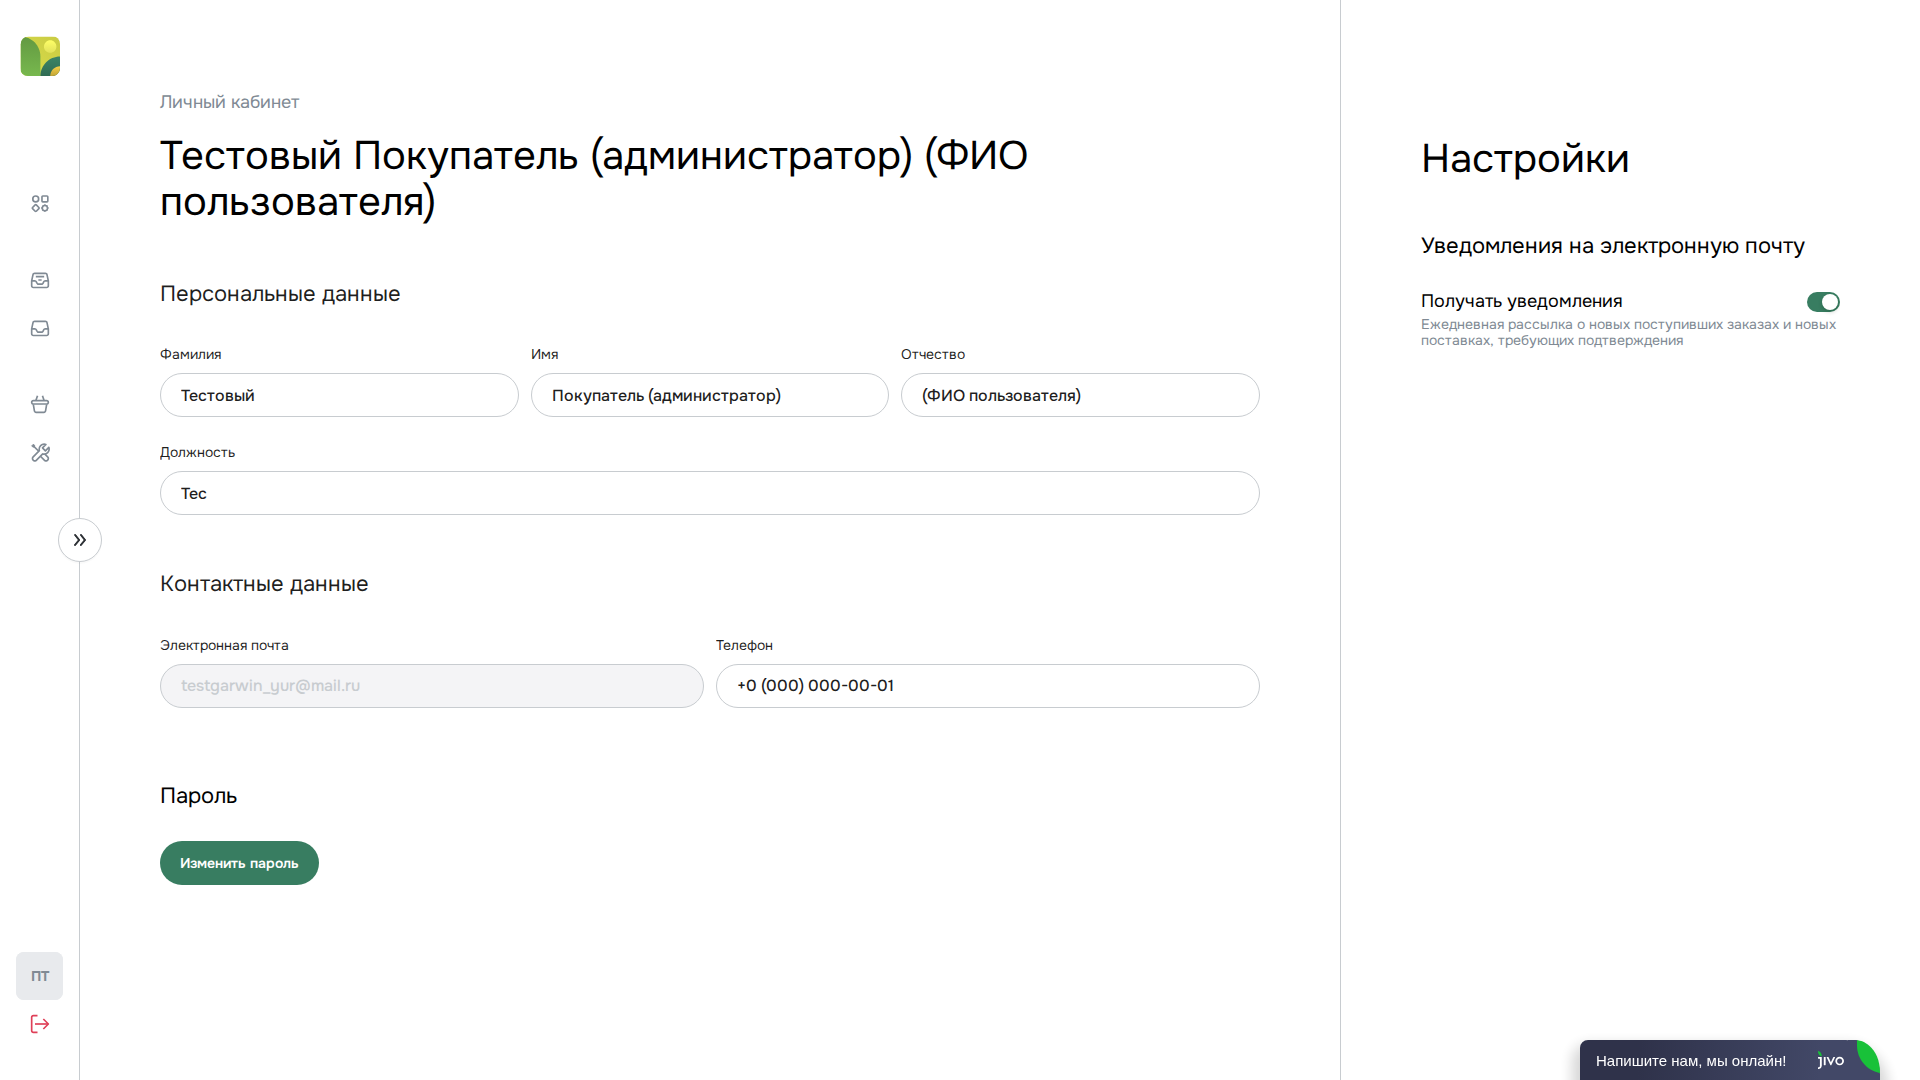 Личный кабинет
Тестовый Покупатель (администратор) (ФИО
пользователя)
Персональные данные
Фамилия
Имя
Отчество
Тестовый
Покупатель (администратор)
(ФИО пользователя)
Должность
Тес
Контактные данные
Электронная почта
Телефон
testgarwin_yur@mail.ru
+0 (000) 000-00-01
Пароль
Изменить пароль
ПТ
Настройки
Уведомления на электронную почту
Получать уведомления
Ежедневная рассылка о новых поступивших заказах и новых
поставках, требующих подтверждения
Напишите нам, мы онлайн!
jivo